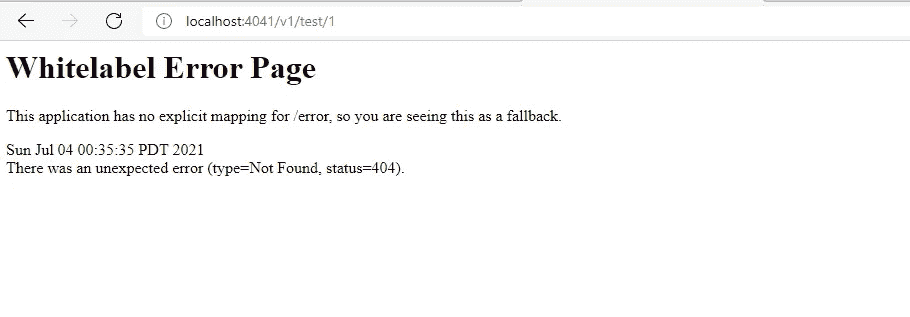 localhost:4041/v1/test/1
Whitelabel Error Page
This application has no explicit mapping for /error, so you are seeing this as a fallback.
Sun Jul 04 00:35:35 PDT 2021
There was an unexpected error (type=Not Found, status=404).